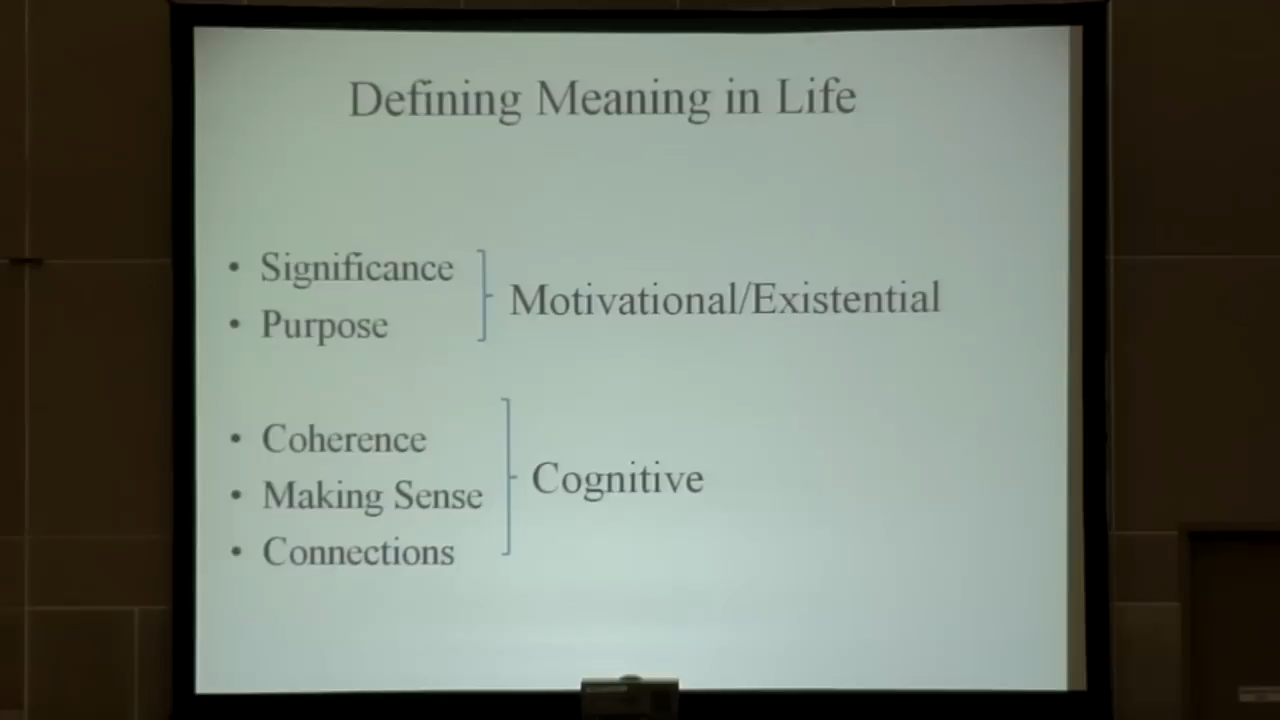 Defining Meaning in Life
• Significance
• Purpose
Motivational/Existential
• Coherence
• Making Sense
• Connections
Cognitive